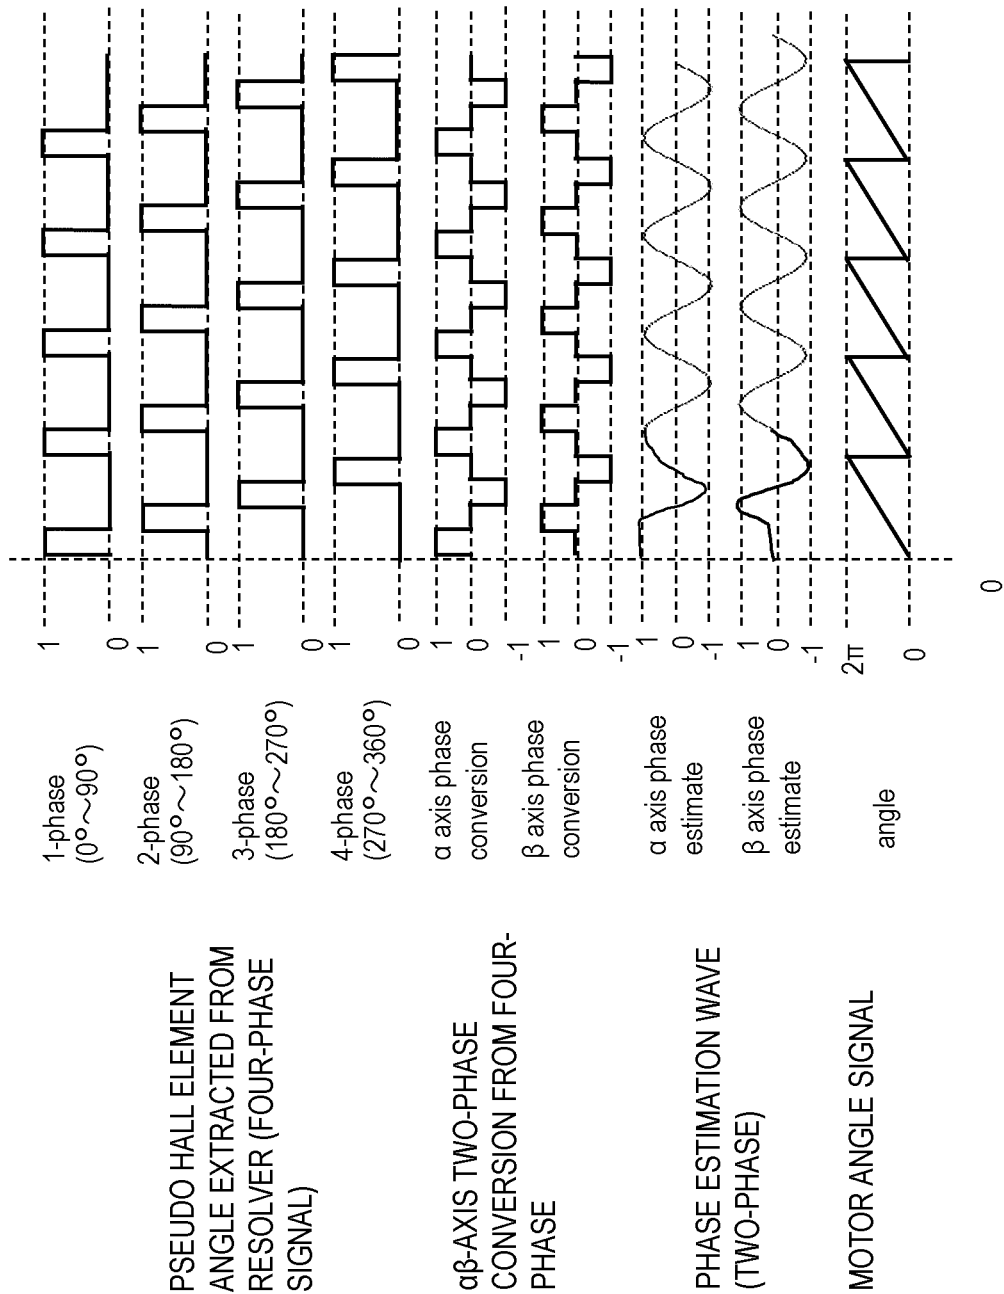 PSEUDO HALL ELEMENT
ANGLE EXTRACTED FROM
RESOLVER (FOUR-PHASE
SIGNAL)
1-phase
(0°～90°)
1
0
2-phase
(90°～180°)
1
0
3-phase
(180°～270°)
1
0
4-phase
(270°～360°)
1
0
αβ-AXIS TWO-PHASE
CONVERSION FROM FOUR-
PHASE
α axis phase
conversion
1
0
-1
β axis phase
conversion
1
0
-1
PHASE ESTIMATION WAVE
(TWO-PHASE)
α axis phase
estimate
1
0
-1
β axis phase
estimate
1
0
-1
MOTOR ANGLE SIGNAL
angle
2π
0
0